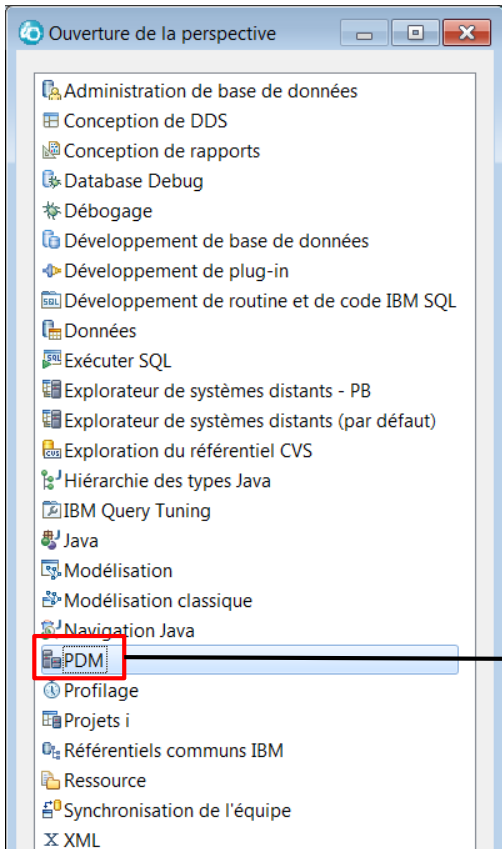 Ouverture de la perspective
Administration de base de données
Conception de DDS
Conception de rapports
Database Debug
Débogage
Développement de base de données
Développement de plug-in
Développement de routine et de code IBM SQL
Données
Exécuter SQL
Explorateur de systèmes distants - PB
Explorateur de systèmes distants (par défaut)
Exploration du référentiel CVS
Hiérarchie des types Java
IBM Query Tuning
Java
Modélisation
Modélisation classique
Navigation Java
PDM
Profilage
Projets i
Référentiels communs IBM
Ressource
Synchronisation de l'équipe
XML